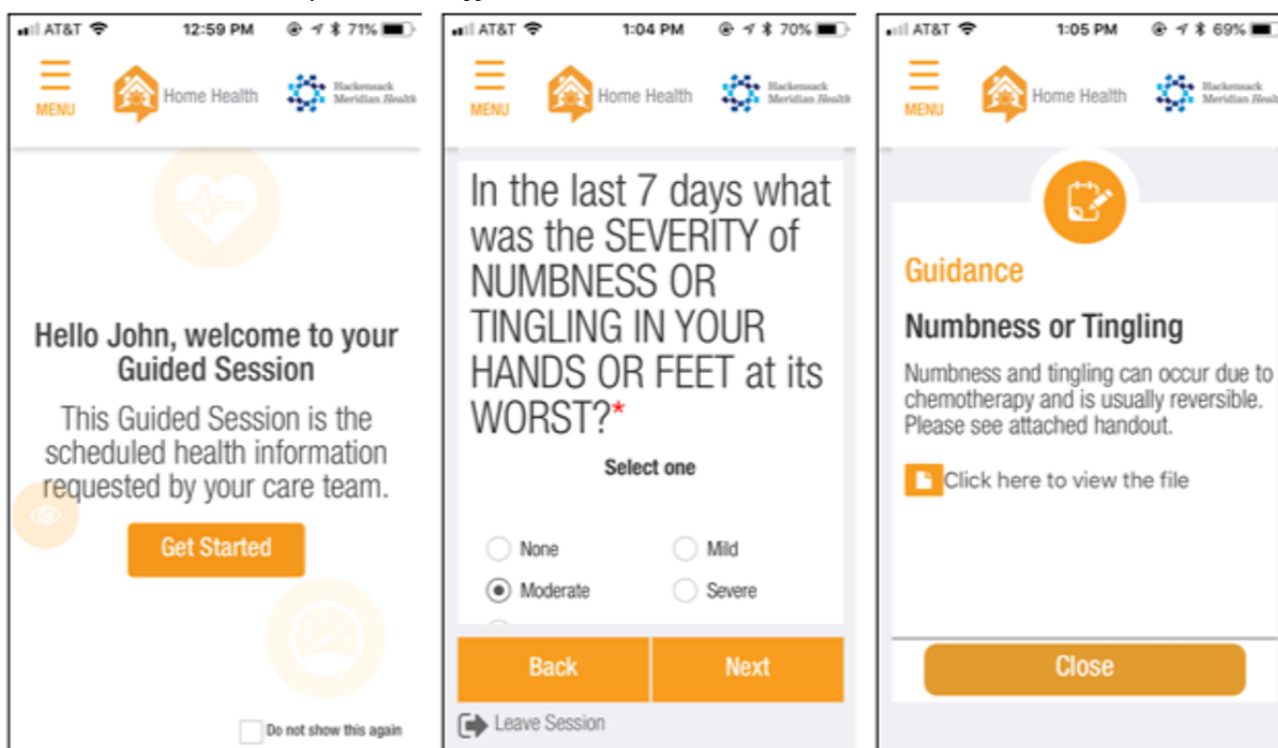 AT&T 12:59 PM 71%
MENU Home Health Hackensack
Meridian Health
Hello John, welcome to your
Guided Session
This Guided Session is the
scheduled health information
requested by your care team.
Get Started
Do not show this again
AT&T 1:04 PM 70%
MENU Home Health Hackensack
Meridian Health
In the last 7 days what
was the SEVERITY of
NUMBNESS OR
TINGLING IN YOUR
HANDS OR FEET at its
WORST?*
Select one
None Mild
Moderate Severe
Back Next
Leave Session
AT&T 1:05 PM 69%
MENU Home Health Hackensack
Meridian Health
Guidance
Numbness or Tingling
Numbness and tingling can occur due to
chemotherapy and is usually reversible.
Please see attached handout.
Click here to view the file
Close